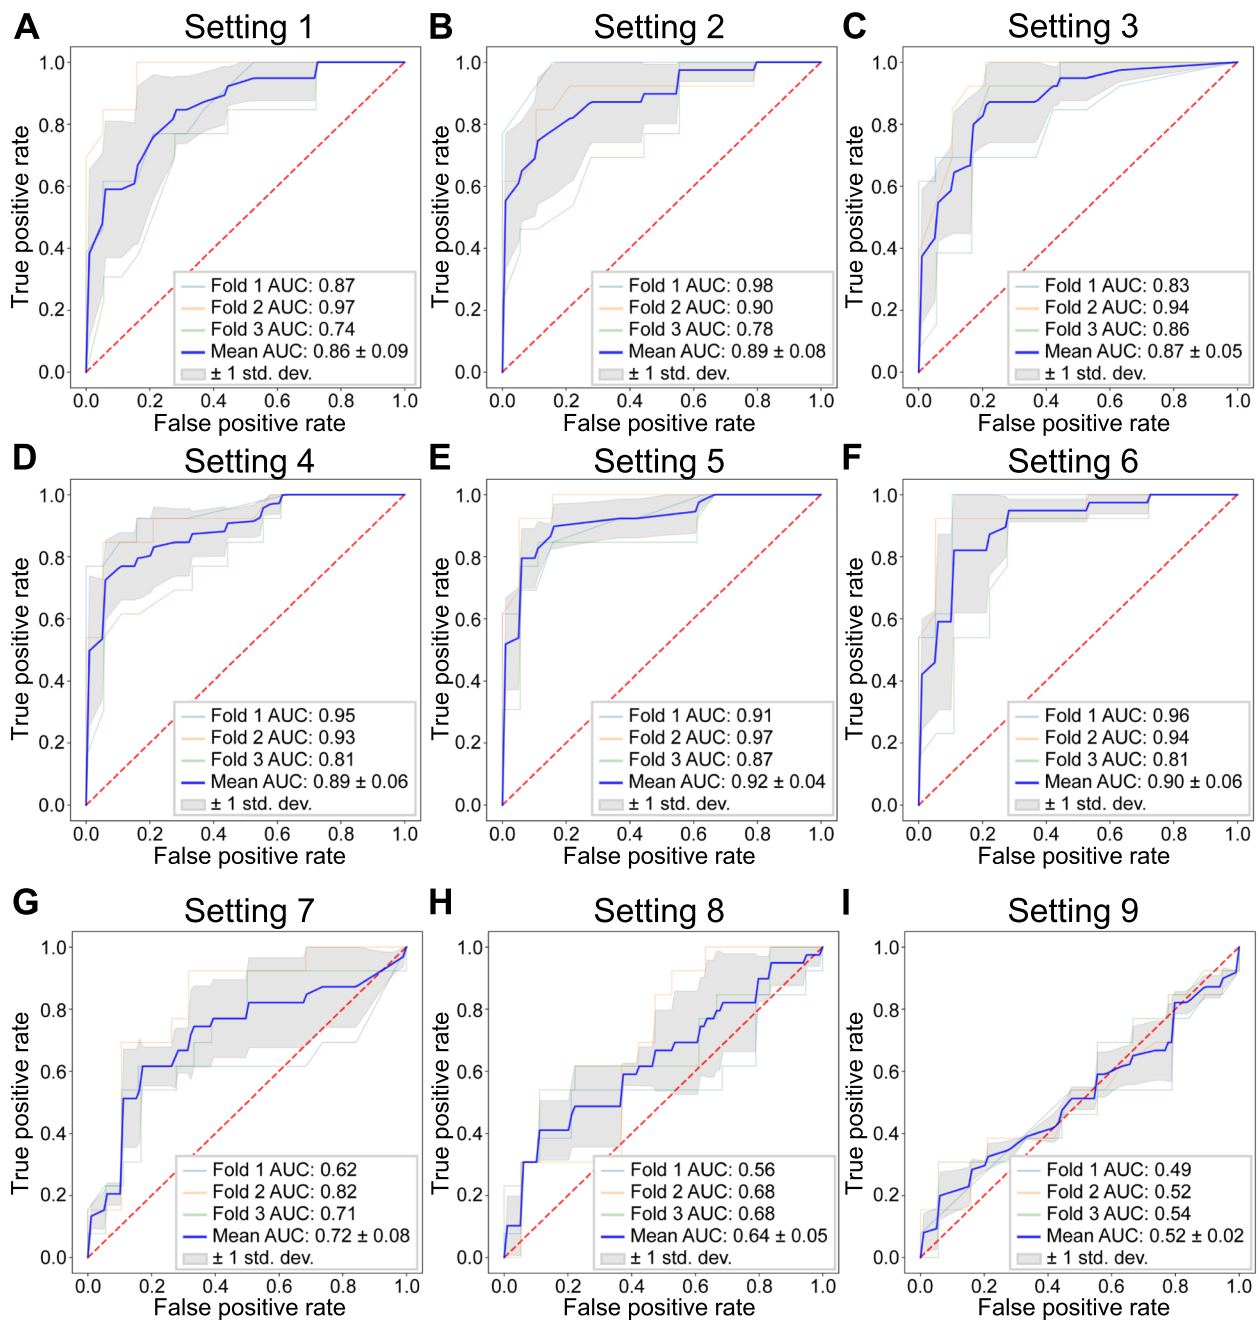 A Setting 1
1.0
0.8
0.6
0.4
0.2
0.0
True positive rate
Fold 1 AUC: 0.87
Fold 2 AUC: 0.97
Fold 3 AUC: 0.74
Mean AUC: 0.86 ± 0.09
± 1 std. dev.
0.0 0.2 0.4 0.6 0.8 1.0
False positive rate
B Setting 2
1.0
0.8
0.6
0.4
0.2
0.0
True positive rate
Fold 1 AUC: 0.98
Fold 2 AUC: 0.90
Fold 3 AUC: 0.78
Mean AUC: 0.89 ± 0.08
± 1 std. dev.
0.0 0.2 0.4 0.6 0.8 1.0
False positive rate
C Setting 3
1.0
0.8
0.6
0.4
0.2
0.0
True positive rate
Fold 1 AUC: 0.83
Fold 2 AUC: 0.94
Fold 3 AUC: 0.86
Mean AUC: 0.87 ± 0.05
± 1 std. dev.
0.0 0.2 0.4 0.6 0.8 1.0
False positive rate
D Setting 4
1.0
0.8
0.6
0.4
0.2
0.0
True positive rate
Fold 1 AUC: 0.95
Fold 2 AUC: 0.93
Fold 3 AUC: 0.81
Mean AUC: 0.89 ± 0.06
± 1 std. dev.
0.0 0.2 0.4 0.6 0.8 1.0
False positive rate
E Setting 5
1.0
0.8
0.6
0.4
0.2
0.0
True positive rate
Fold 1 AUC: 0.91
Fold 2 AUC: 0.97
Fold 3 AUC: 0.87
Mean AUC: 0.92 ± 0.04
± 1 std. dev.
0.0 0.2 0.4 0.6 0.8 1.0
False positive rate
F Setting 6
1.0
0.8
0.6
0.4
0.2
0.0
True positive rate
Fold 1 AUC: 0.96
Fold 2 AUC: 0.94
Fold 3 AUC: 0.81
Mean AUC: 0.90 ± 0.06
± 1 std. dev.
0.0 0.2 0.4 0.6 0.8 1.0
False positive rate
G Setting 7
1.0
0.8
0.6
0.4
0.2
0.0
True positive rate
Fold 1 AUC: 0.62
Fold 2 AUC: 0.82
Fold 3 AUC: 0.71
Mean AUC: 0.72 ± 0.08
± 1 std. dev.
0.0 0.2 0.4 0.6 0.8 1.0
False positive rate
H Setting 8
1.0
0.8
0.6
0.4
0.2
0.0
True positive rate
Fold 1 AUC: 0.56
Fold 2 AUC: 0.68
Fold 3 AUC: 0.68
Mean AUC: 0.64 ± 0.05
± 1 std. dev.
0.0 0.2 0.4 0.6 0.8 1.0
False positive rate
I Setting 9
1.0
0.8
0.6
0.4
0.2
0.0
True positive rate
Fold 1 AUC: 0.49
Fold 2 AUC: 0.52
Fold 3 AUC: 0.54
Mean AUC: 0.52 ± 0.02
± 1 std. dev.
0.0 0.2 0.4 0.6 0.8 1.0
False positive rate